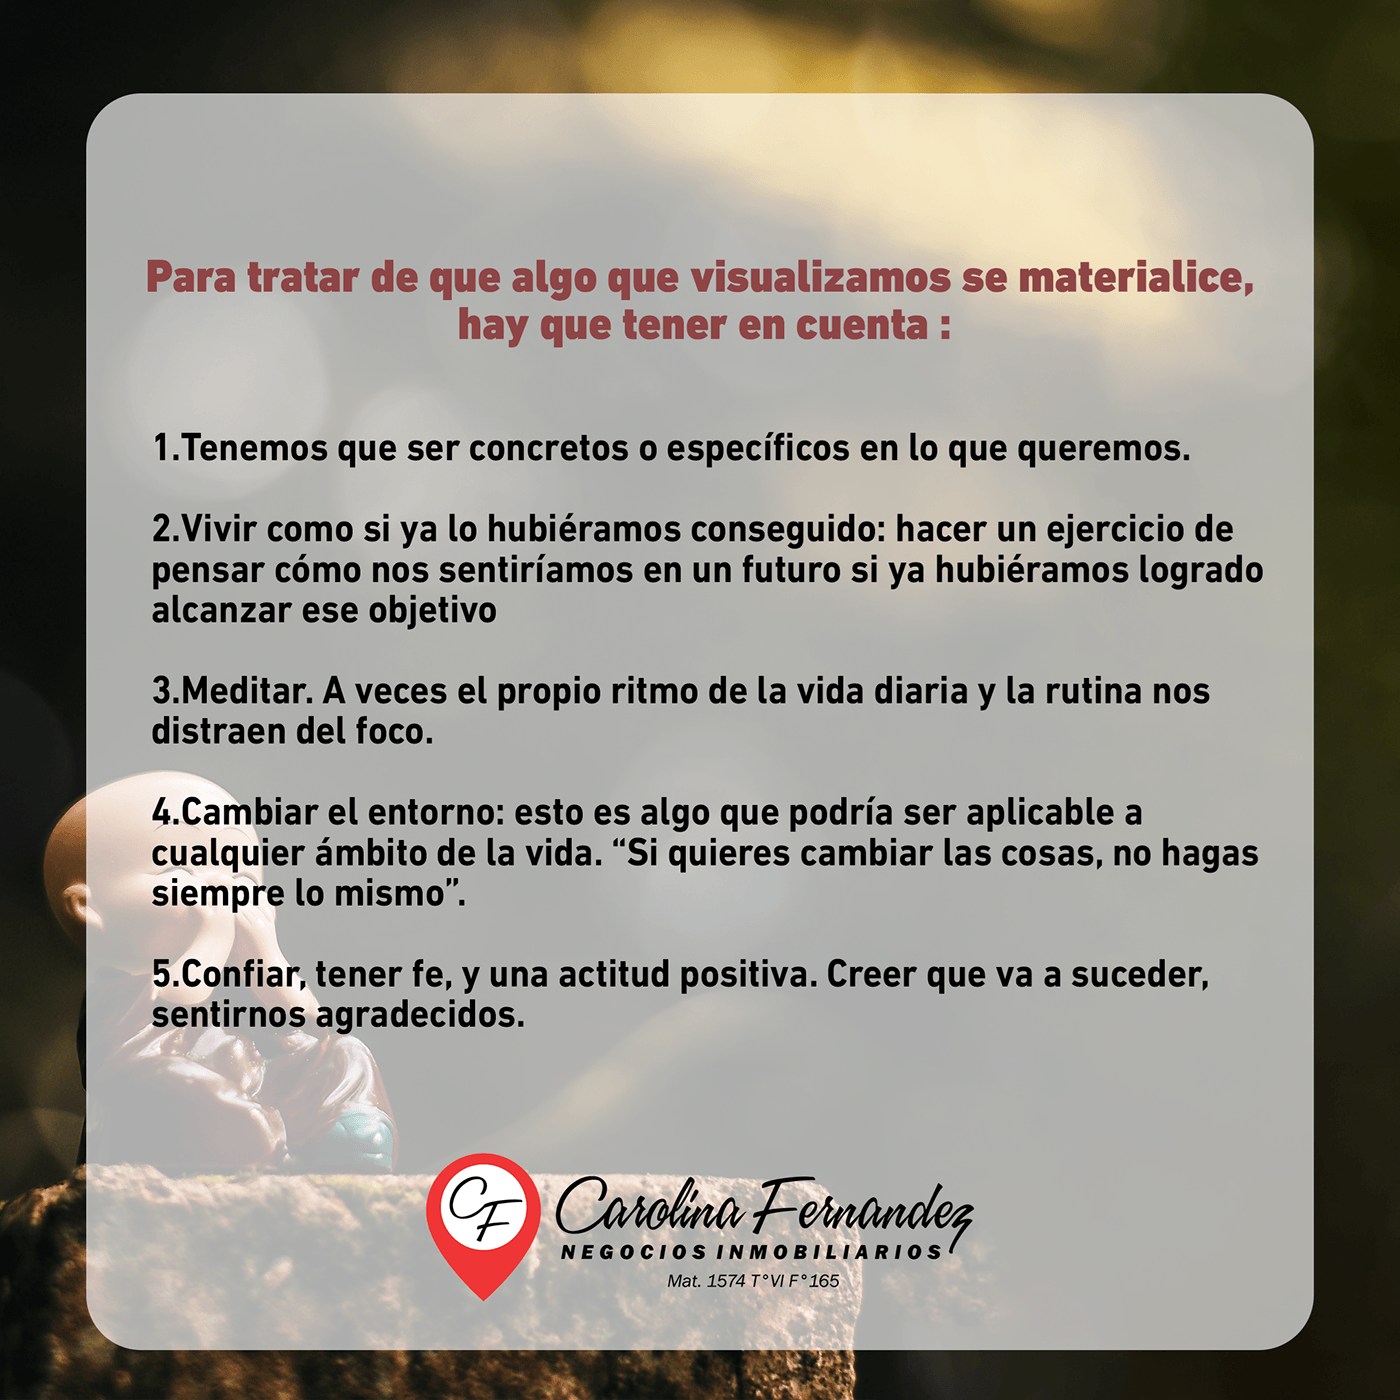 Para tratar de que algo que visualizamos se materialice,
hay que tener en cuenta :
1.Tenemos que ser concretos o específicos en lo que queremos.
2.Vivir como si ya lo hubiéramos conseguido: hacer un ejercicio de
pensar cómo nos sentiríamos en un futuro si ya hubiéramos logrado
alcanzar ese objetivo
3.Meditar. A veces el propio ritmo de la vida diaria y la rutina nos
distraen del foco.
4.Cambiar el entorno: esto es algo que podría ser aplicable a
cualquier ámbito de la vida. “Si quieres cambiar las cosas, no hagas
siempre lo mismo”.
5.Confiar, tener fe, y una actitud positiva. Creer que va a suceder,
sentirnos agradecidos.
CF
Carolina Fernandez
NEGOCIOS INMOBILIARIOS
Mat. 1574 T°VI F°165